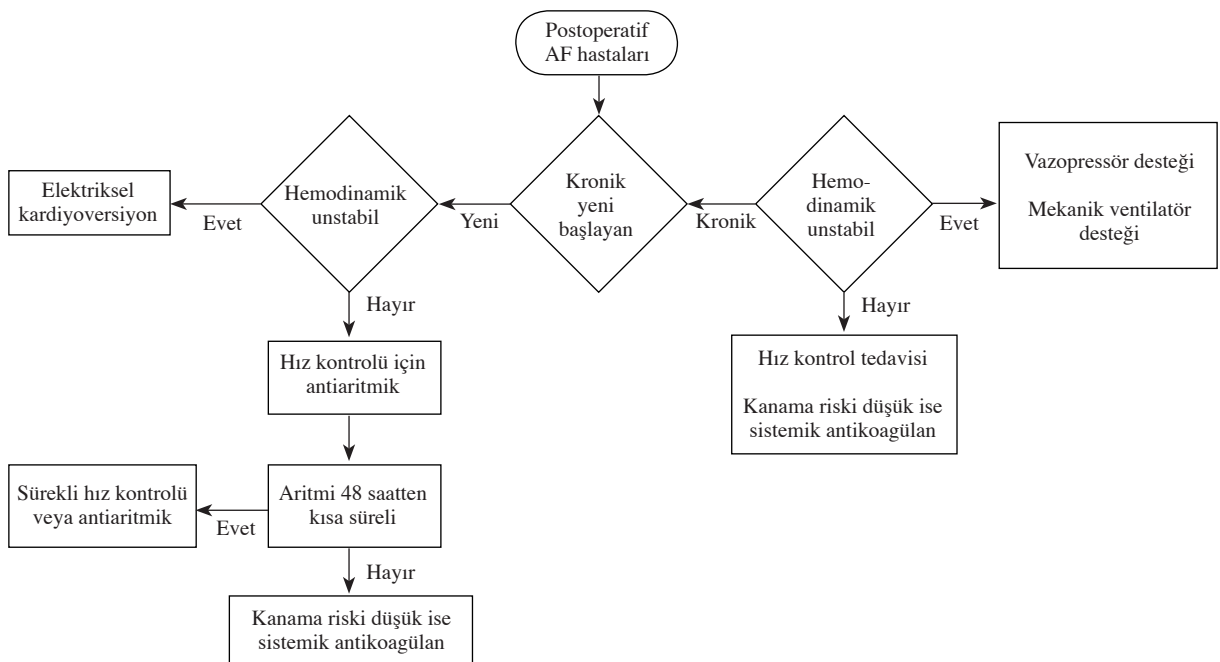 Postoperatif
AF hastaları
Elektriksel
kardiyoversiyon
Evet
Hemodinamik
unstabil
Yeni
Kronik
yeni
başlayan
Kronik
Hemo-
dinamik
unstabil
Evet
Vazopressör desteği
Mekanik ventilatör
desteği
Hayır
Hayır
Hız kontrolü için
antiaritmik
Hız kontrol tedavisi
Kanama riski düşük ise
sistemik antikoagülan
Sürekli hız kontrolü
veya antiaritmik
Evet
Aritmi 48 saatten
kısa süreli
Hayır
Kanama riski düşük ise
sistemik antikoagülan